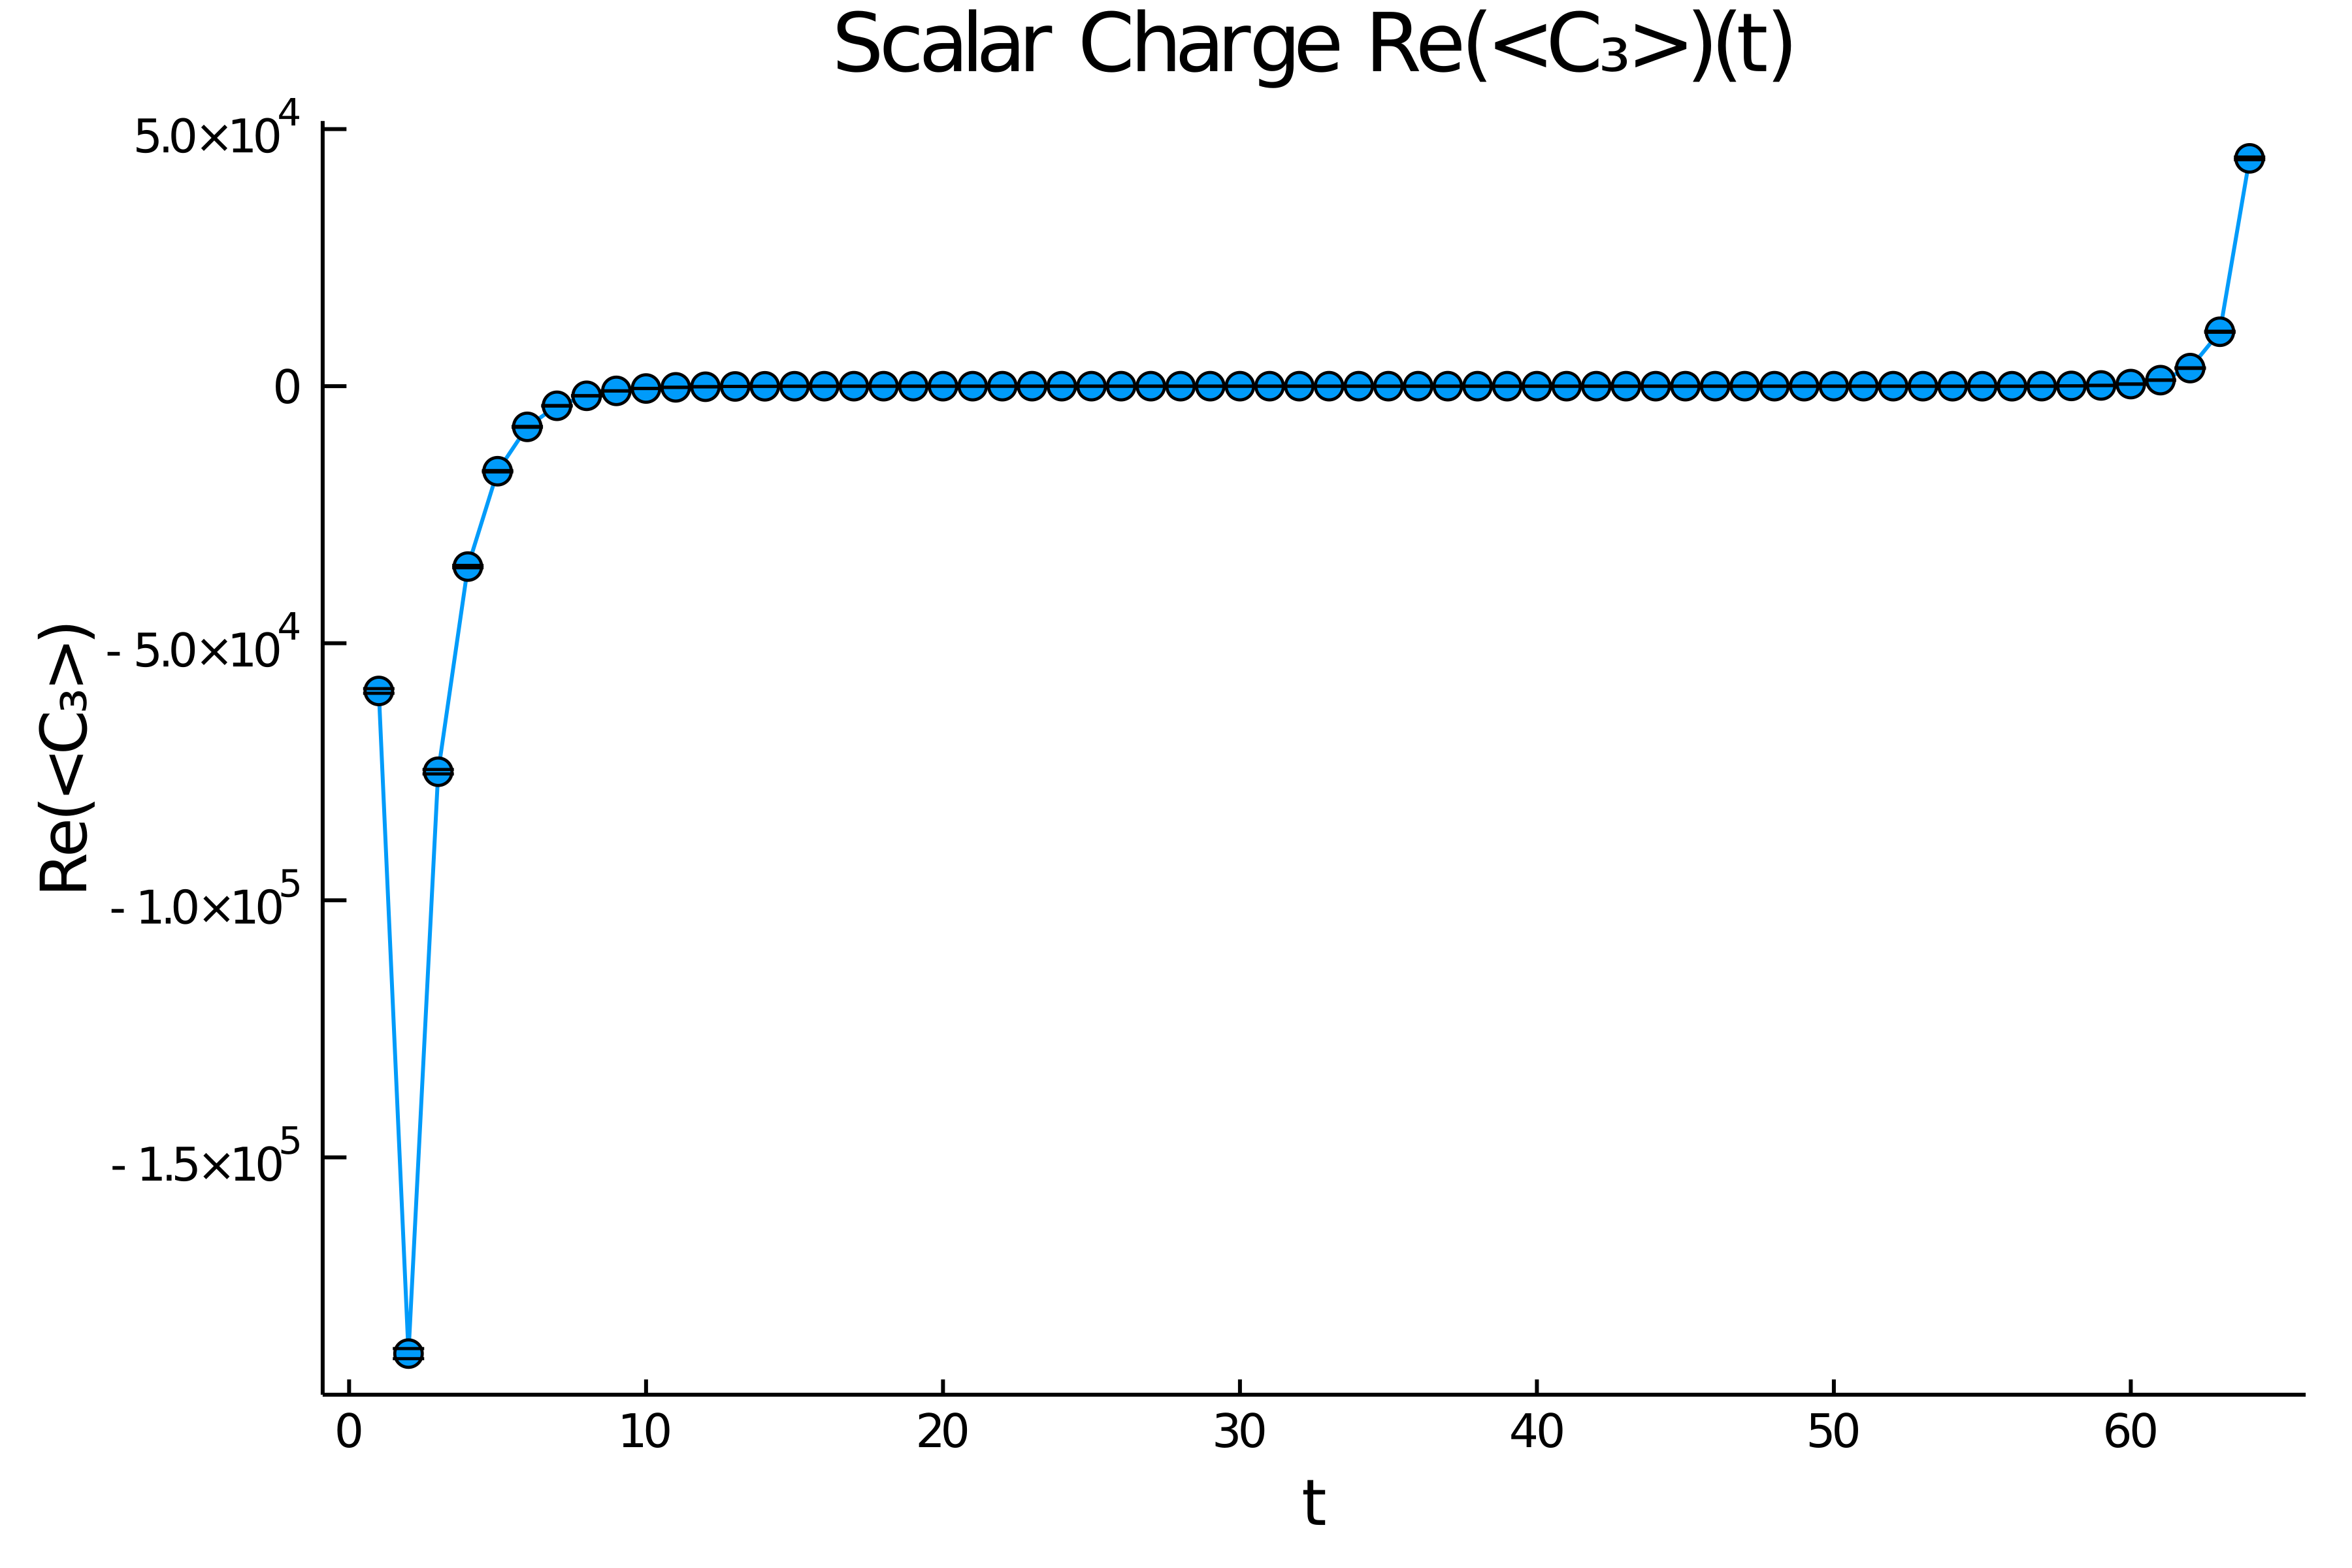 Scalar Charge Re(<C₃>)(t)
5.0×10⁴
0
- 5.0×10⁴
- 1.0×10⁵
- 1.5×10⁵
Re(<C₃>)
0 10 20 30 40 50 60
t